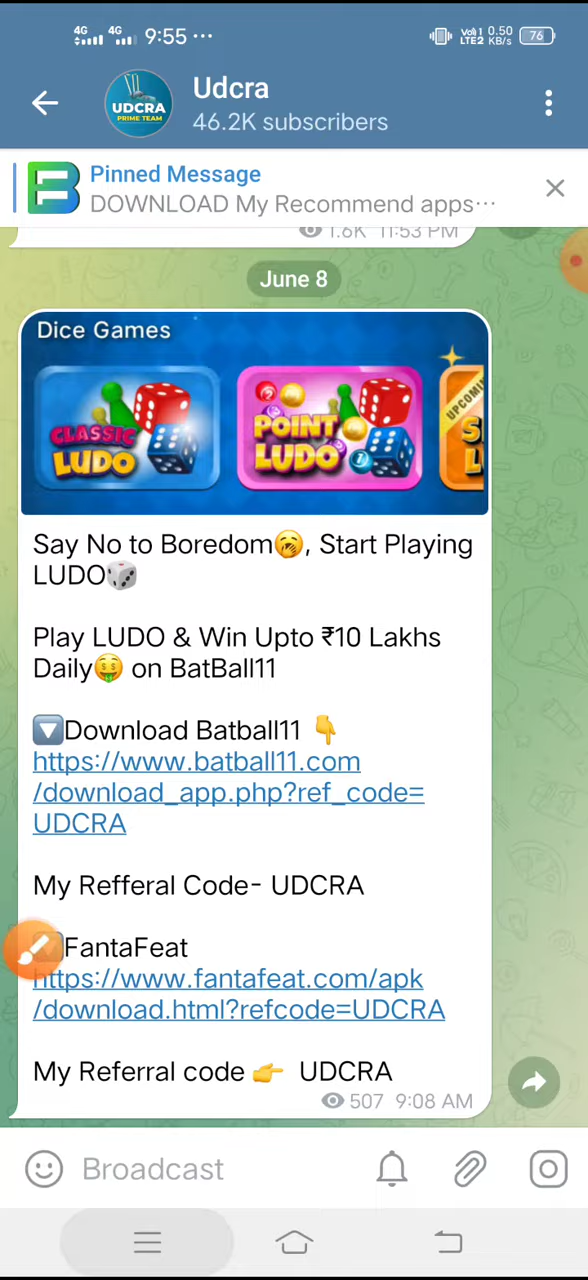 4G 4G 9:55 ···
Vo)) 1 0.50
LTE2 KB/s 76
UDCRA
PRIME TEAM
Udcra
46.2K subscribers
Pinned Message
DOWNLOAD My Recommend apps···
1.6K 11:53 PM
June 8
Dice Games
CLASSIC
LUDO
POINT
LUDO
Say No to Boredom🥱, Start Playing
LUDO🎲
Play LUDO & Win Upto ₹10 Lakhs
Daily🤑 on BatBall11
🔽Download Batball11 👇
https://www.batball11.com
/download_app.php?ref_code=
UDCRA
My Refferal Code- UDCRA
FantaFeat
https://www.fantafeat.com/apk
/download.html?refcode=UDCRA
My Referral code 👉 UDCRA
507 9:08 AM
Broadcast